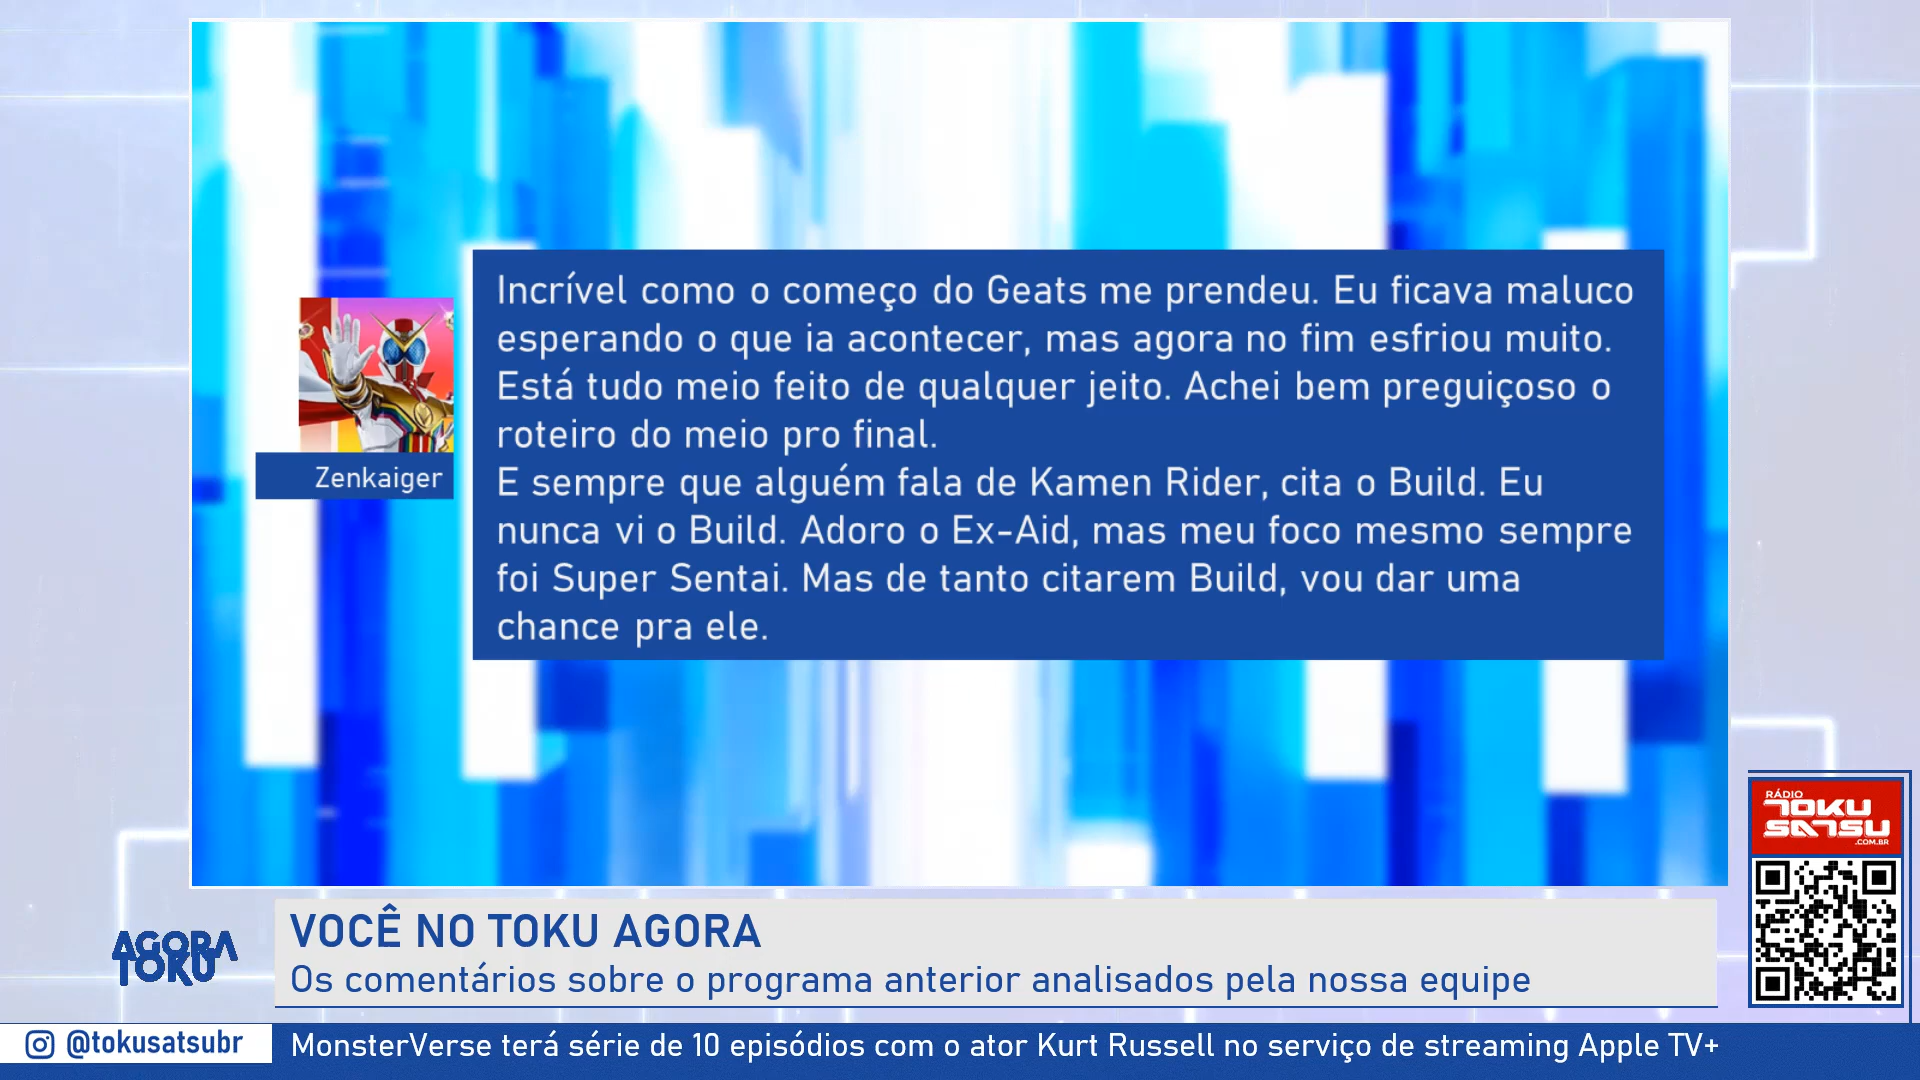 Incrível como o começo do Geats me prendeu. Eu ficava maluco
esperando o que ia acontecer, mas agora no fim esfriou muito.
Está tudo meio feito de qualquer jeito. Achei bem preguiçoso o
roteiro do meio pro final.
E sempre que alguém fala de Kamen Rider, cita o Build. Eu
nunca vi o Build. Adoro o Ex-Aid, mas meu foco mesmo sempre
foi Super Sentai. Mas de tanto citarem Build, vou dar uma
chance pra ele.
Zenkaiger
RÁDIO
TOKU
SATSU
.COM.BR
AGORA
TOKU
VOCÊ NO TOKU AGORA
Os comentários sobre o programa anterior analisados pela nossa equipe
@tokusatsubr
MonsterVerse terá série de 10 episódios com o ator Kurt Russell no serviço de streaming Apple TV+